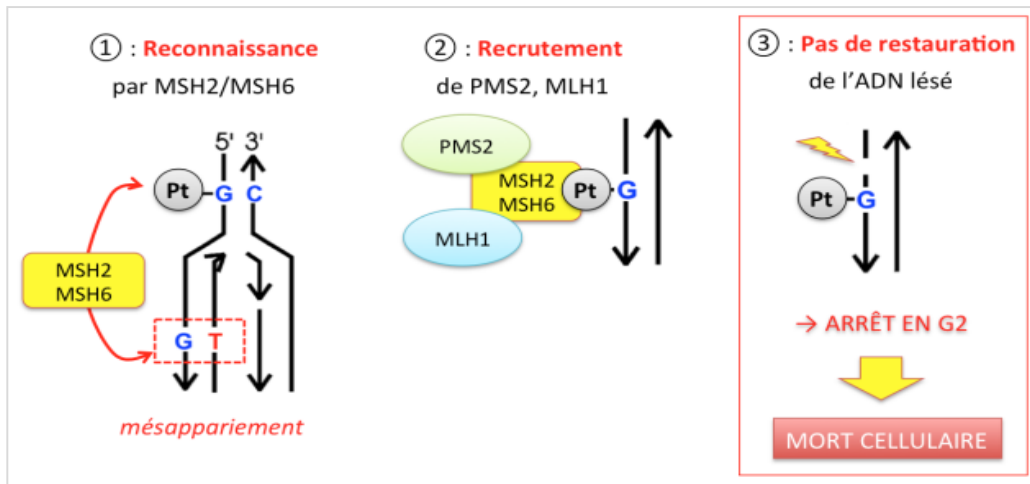 ① : Reconnaissance
par MSH2/MSH6
5' 3'
Pt G C
MSH2
MSH6
G T
mésappariement
② : Recrutement
de PMS2, MLH1
PMS2
MSH2
MSH6
Pt G
MLH1
③ : Pas de restauration
de l'ADN lésé
Pt G
→ ARRÊT EN G2
MORT CELLULAIRE